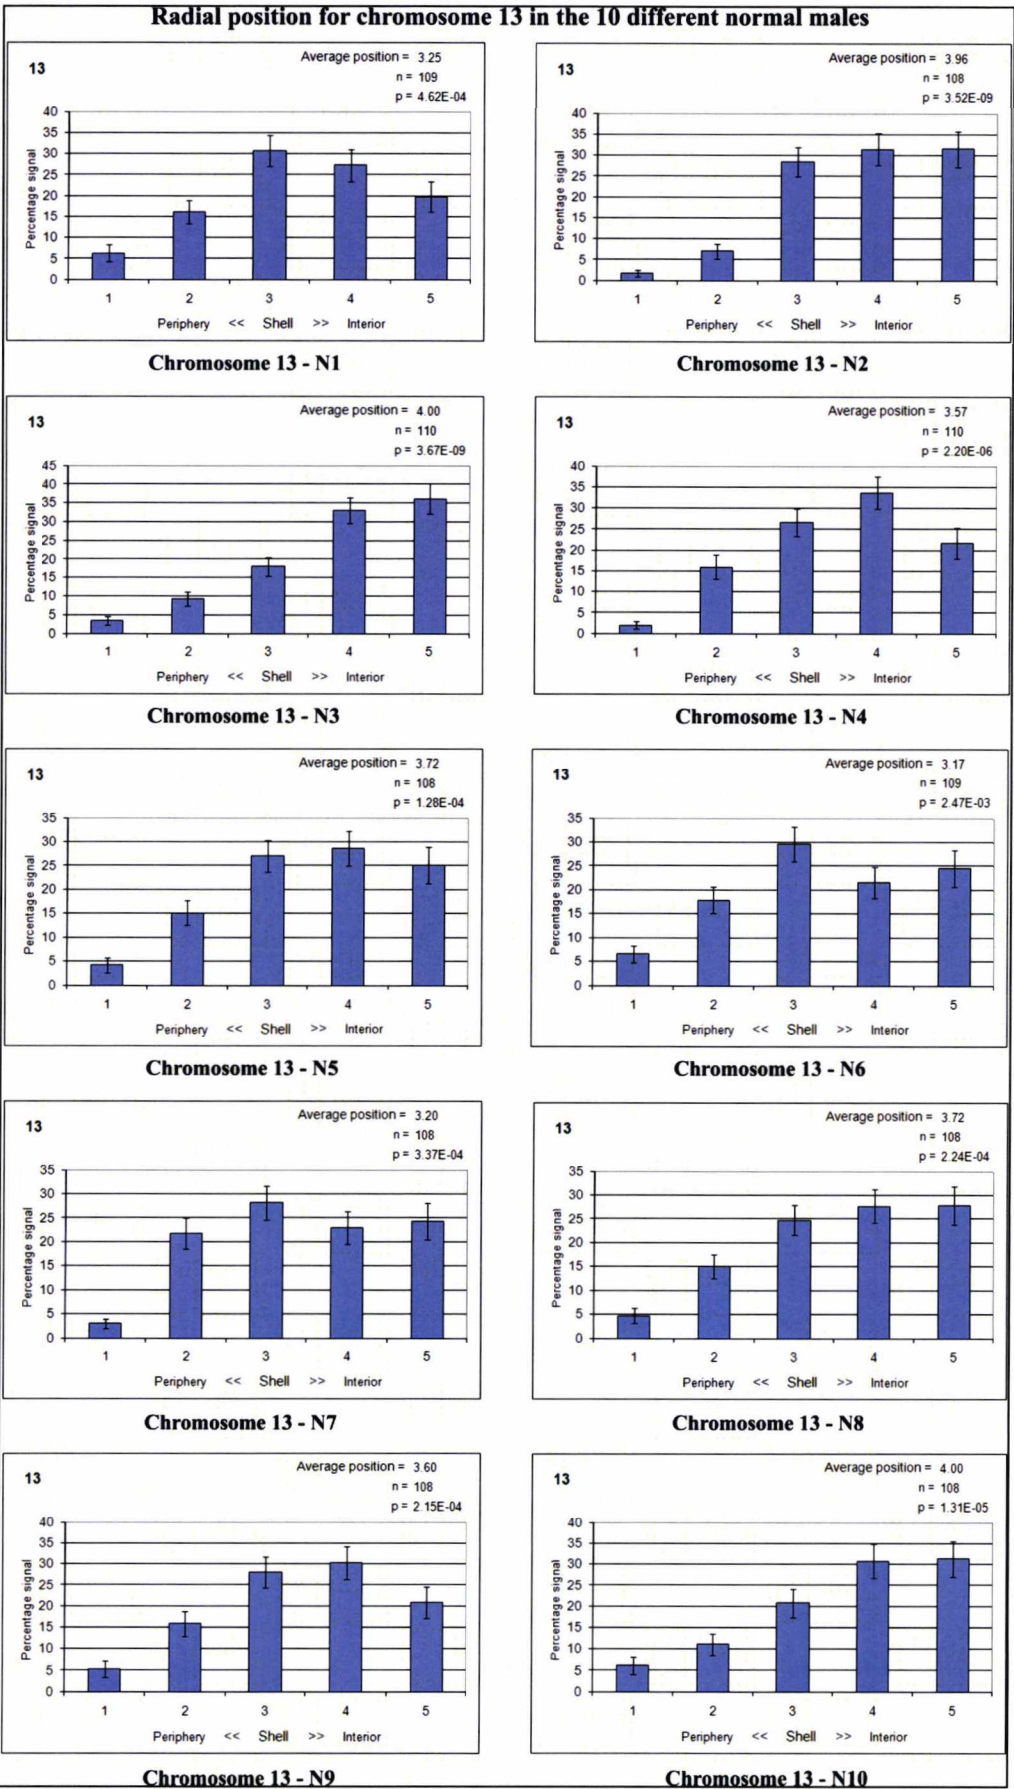 Radial position for chromosome 13 in the 10 different normal males
13
Average position = 3.25
n = 109
p = 4.62E-04
Percentage signal
40
35
30
25
20
15
10
5
0
1 2 3 4 5
Periphery << Shell >> Interior
Chromosome 13 - N1
13
Average position = 3.96
n = 108
p = 3.52E-09
Percentage signal
40
35
30
25
20
15
10
5
0
1 2 3 4 5
Periphery << Shell >> Interior
Chromosome 13 - N2
13
Average position = 4.00
n = 110
p = 3.67E-09
Percentage signal
45
40
35
30
25
20
15
10
5
0
1 2 3 4 5
Periphery << Shell >> Interior
Chromosome 13 - N3
13
Average position = 3.57
n = 110
p = 2.20E-06
Percentage signal
40
35
30
25
20
15
10
5
0
1 2 3 4 5
Periphery << Shell >> Interior
Chromosome 13 - N4
13
Average position = 3.72
n = 108
p = 1.28E-04
Percentage signal
35
30
25
20
15
10
5
0
1 2 3 4 5
Periphery << Shell >> Interior
Chromosome 13 - N5
13
Average position = 3.17
n = 109
p = 2.47E-03
Percentage signal
35
30
25
20
15
10
5
0
1 2 3 4 5
Periphery << Shell >> Interior
Chromosome 13 - N6
13
Average position = 3.20
n = 108
p = 3.37E-04
Percentage signal
35
30
25
20
15
10
5
0
1 2 3 4 5
Periphery << Shell >> Interior
Chromosome 13 - N7
13
Average position = 3.72
n = 108
p = 2.24E-04
Percentage signal
35
30
25
20
15
10
5
0
1 2 3 4 5
Periphery << Shell >> Interior
Chromosome 13 - N8
13
Average position = 3.60
n = 108
p = 2.15E-04
Percentage signal
40
35
30
25
20
15
10
5
0
1 2 3 4 5
Periphery << Shell >> Interior
Chromosome 13 - N9
13
Average position = 4.00
n = 108
p = 1.31E-05
Percentage signal
40
35
30
25
20
15
10
5
0
1 2 3 4 5
Periphery << Shell >> Interior
Chromosome 13 - N10